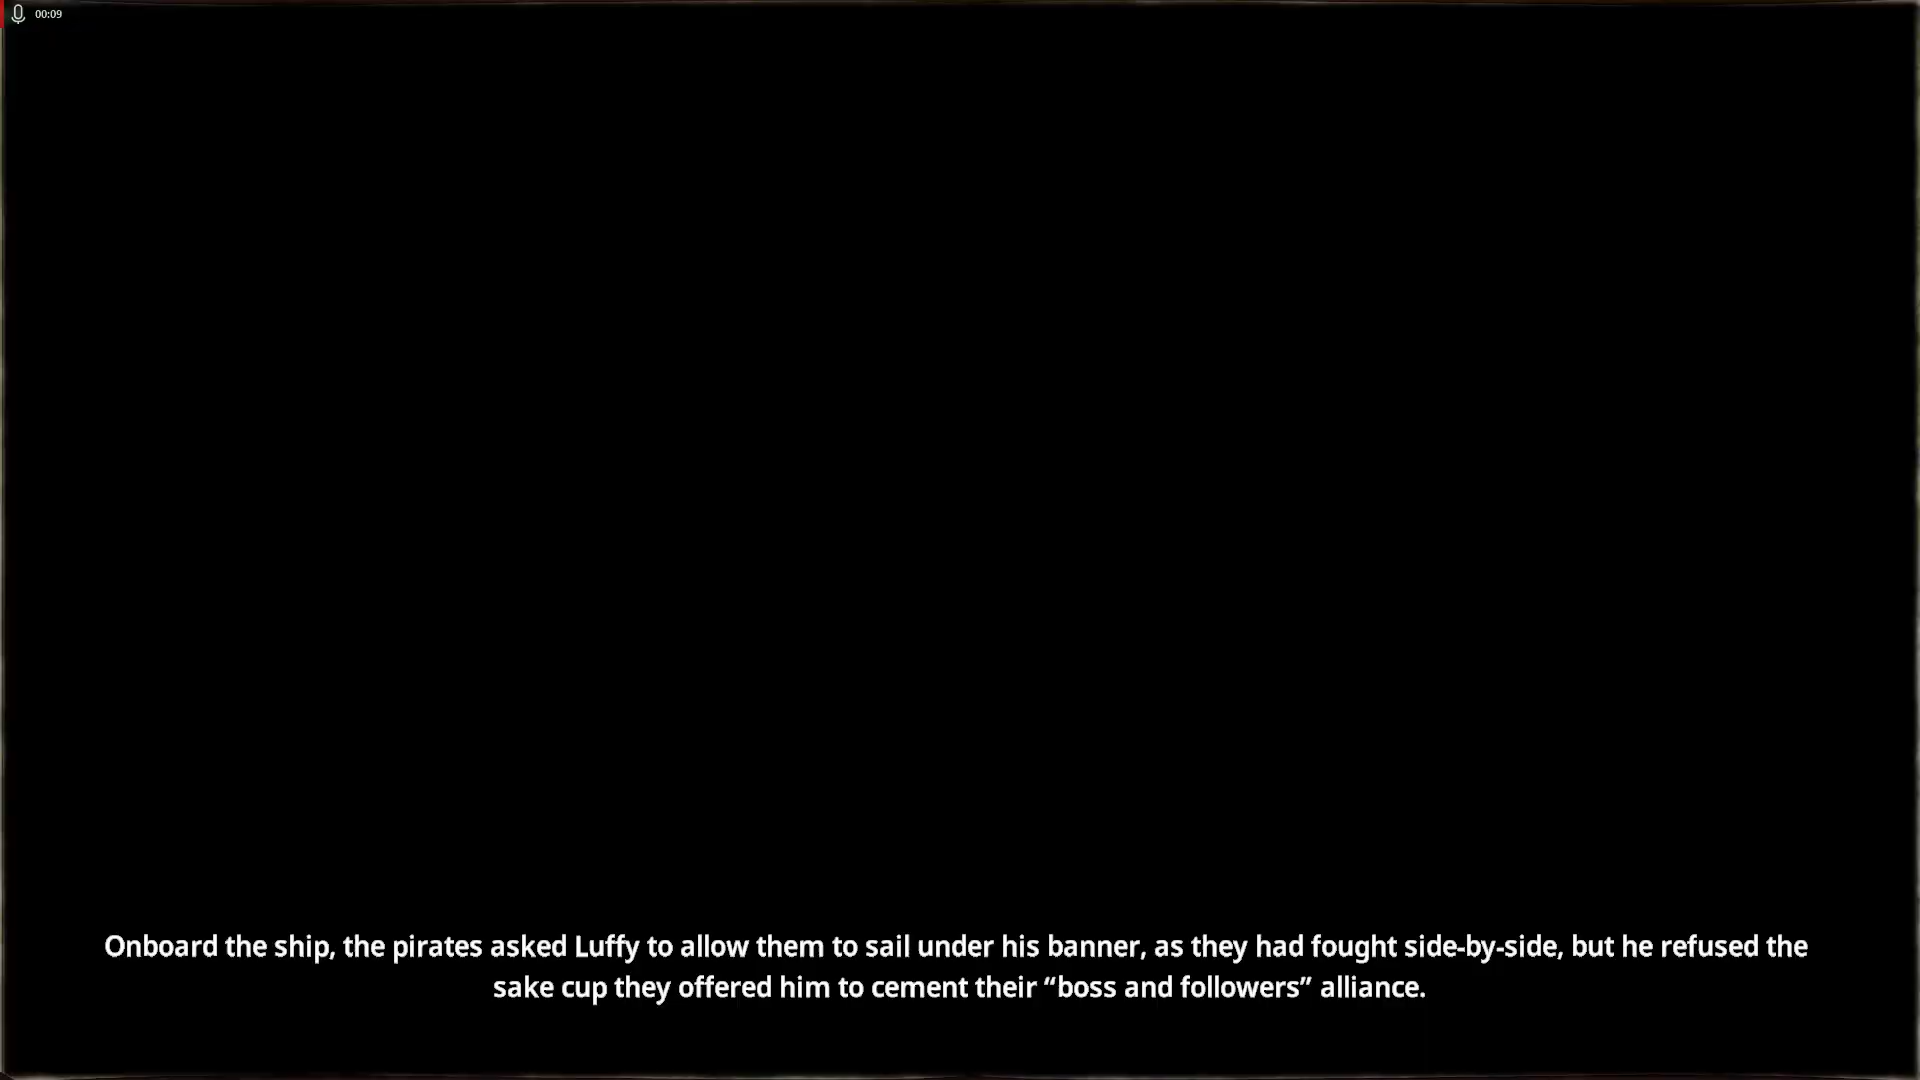 00:09
Onboard the ship, the pirates asked Luffy to allow them to sail under his banner, as they had fought side-by-side, but he refused the
sake cup they offered him to cement their “boss and followers” alliance.